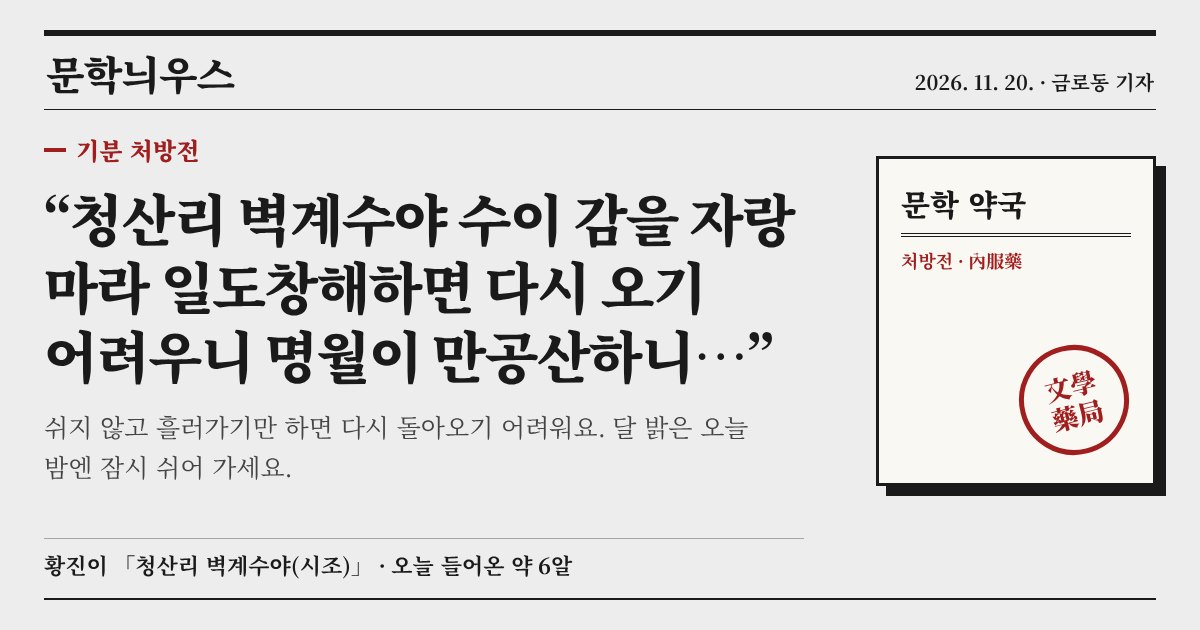 문학늬우스
2026. 11. 20. · 금로동 기자
기분 처방전
“청산리 벽계수야 수이 감을 자랑
마라 일도창해하면 다시 오기
어려우니 명월이 만공산하니…”
쉬지 않고 흘러가기만 하면 다시 돌아오기 어려워요. 달 밝은 오늘
밤엔 잠시 쉬어 가세요.
황진이 「청산리 벽계수야(시조)」 · 오늘 들어온 약 6알
문학 약국
처방전 · 內服藥
文學
藥局